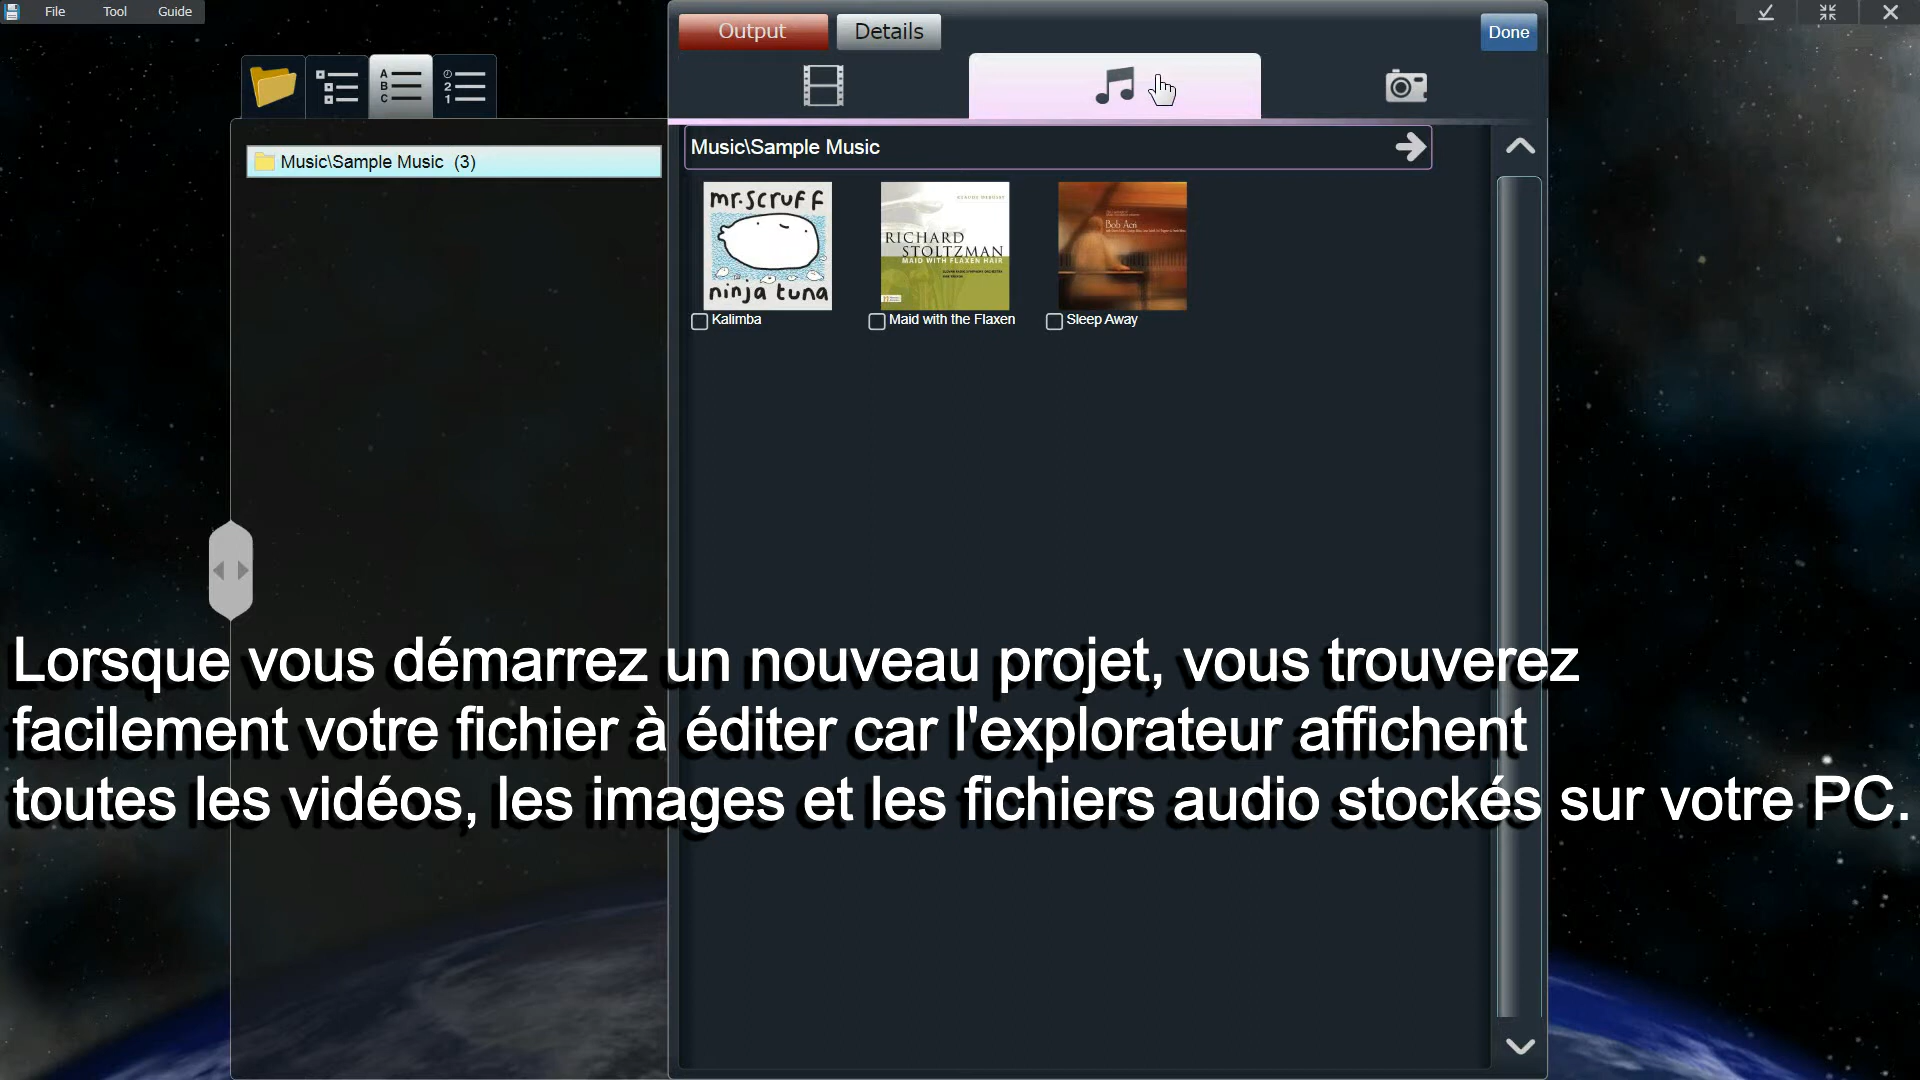 File Tool Guide
Output Details Done
A
B
C
2
1
Music\Sample Music (3)
Music\Sample Music
mr.scruff
ninja tuna
RICHARD
STOLTZMAN
MAID WITH FLAXEN HAIR
Bob Acri
Kalimba
Maid with the Flaxen
Sleep Away
Lorsque vous démarrez un nouveau projet, vous trouverez
facilement votre fichier à éditer car l'explorateur affichent
toutes les vidéos, les images et les fichiers audio stockés sur votre PC.